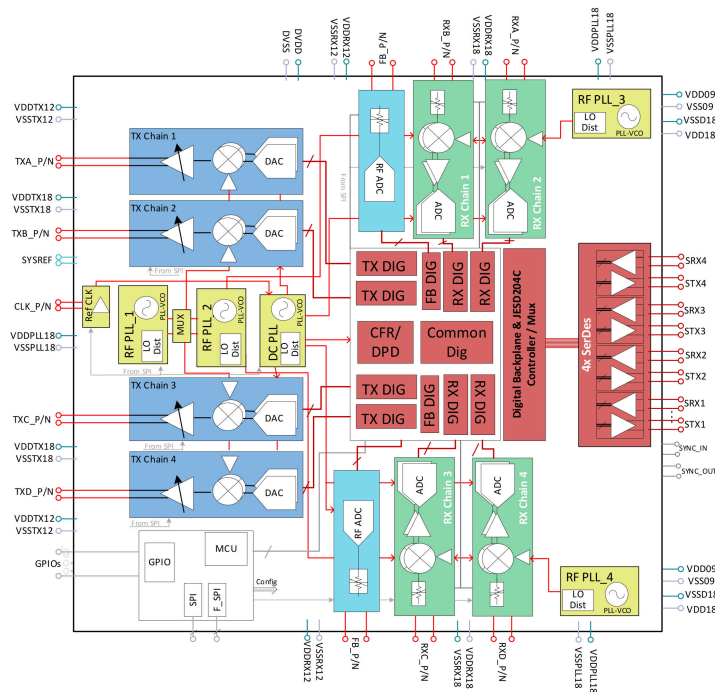 DVSS
DVDD
VSSRX12
VDDRX12
FB_P/N
RXB_P/N
VSSRX18
VDDRX18
RXA_P/N
VDDPLL18
VSSPLL18
VDDTX12
VSSTX12
TXA_P/N
VDDTX18
VSSTX18
TXB_P/N
SYSREF
CLK_P/N
VDDPLL18
VSSPLL18
TXC_P/N
VDDTX18
VSSTX18
TXD_P/N
VDDTX12
VSSTX12
GPIOs
TX Chain 1
DAC
TX Chain 2
DAC
From SPI
Ref CLK
RF PLL_1
PLL-VCO
LO
Dist
From SPI
MUX
RF PLL_2
PLL-VCO
LO
Dist
DC PLL
PLL-VCO
LO
Dist
From SPI
TX Chain 3
DAC
From SPI
TX Chain 4
DAC
From SPI
GPIO
MCU
SPI
F_SPI
Config
RF ADC
From SPI
ADC
RX Chain 1
ADC
RX Chain 2
RF PLL_3
LO
Dist
PLL-VCO
TX DIG
TX DIG
FB DIG
RX DIG
RX DIG
CFR/
DPD
Common
Dig
TX DIG
TX DIG
FB DIG
RX DIG
RX DIG
Digital Backplane & JESD204C
Controller / Mux
4x SerDes
RF ADC
ADC
RX Chain 3
ADC
RX Chain 4
RF PLL_4
LO
Dist
PLL-VCO
VDD09
VSS09
VSSD18
VDD18
SRX4
STX4
SRX3
STX3
SRX2
STX2
SRX1
STX1
SYNC_IN
SYNC_OUT
VDD09
VSS09
VSSD18
VDD18
VDDRX12
VSSRX12
FB_P/N
RXC_P/N
VSSRX18
VDDRX18
RXD_P/N
VSSPLL18
VDDPLL18